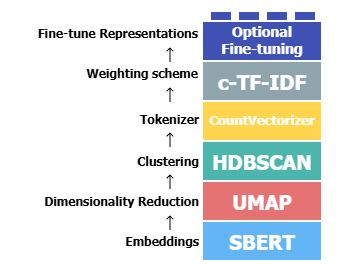 Fine-tune Representations
Optional
Fine-tuning
Weighting scheme
c-TF-IDF
Tokenizer
CountVectorizer
Clustering
HDBSCAN
Dimensionality Reduction
UMAP
Embeddings
SBERT